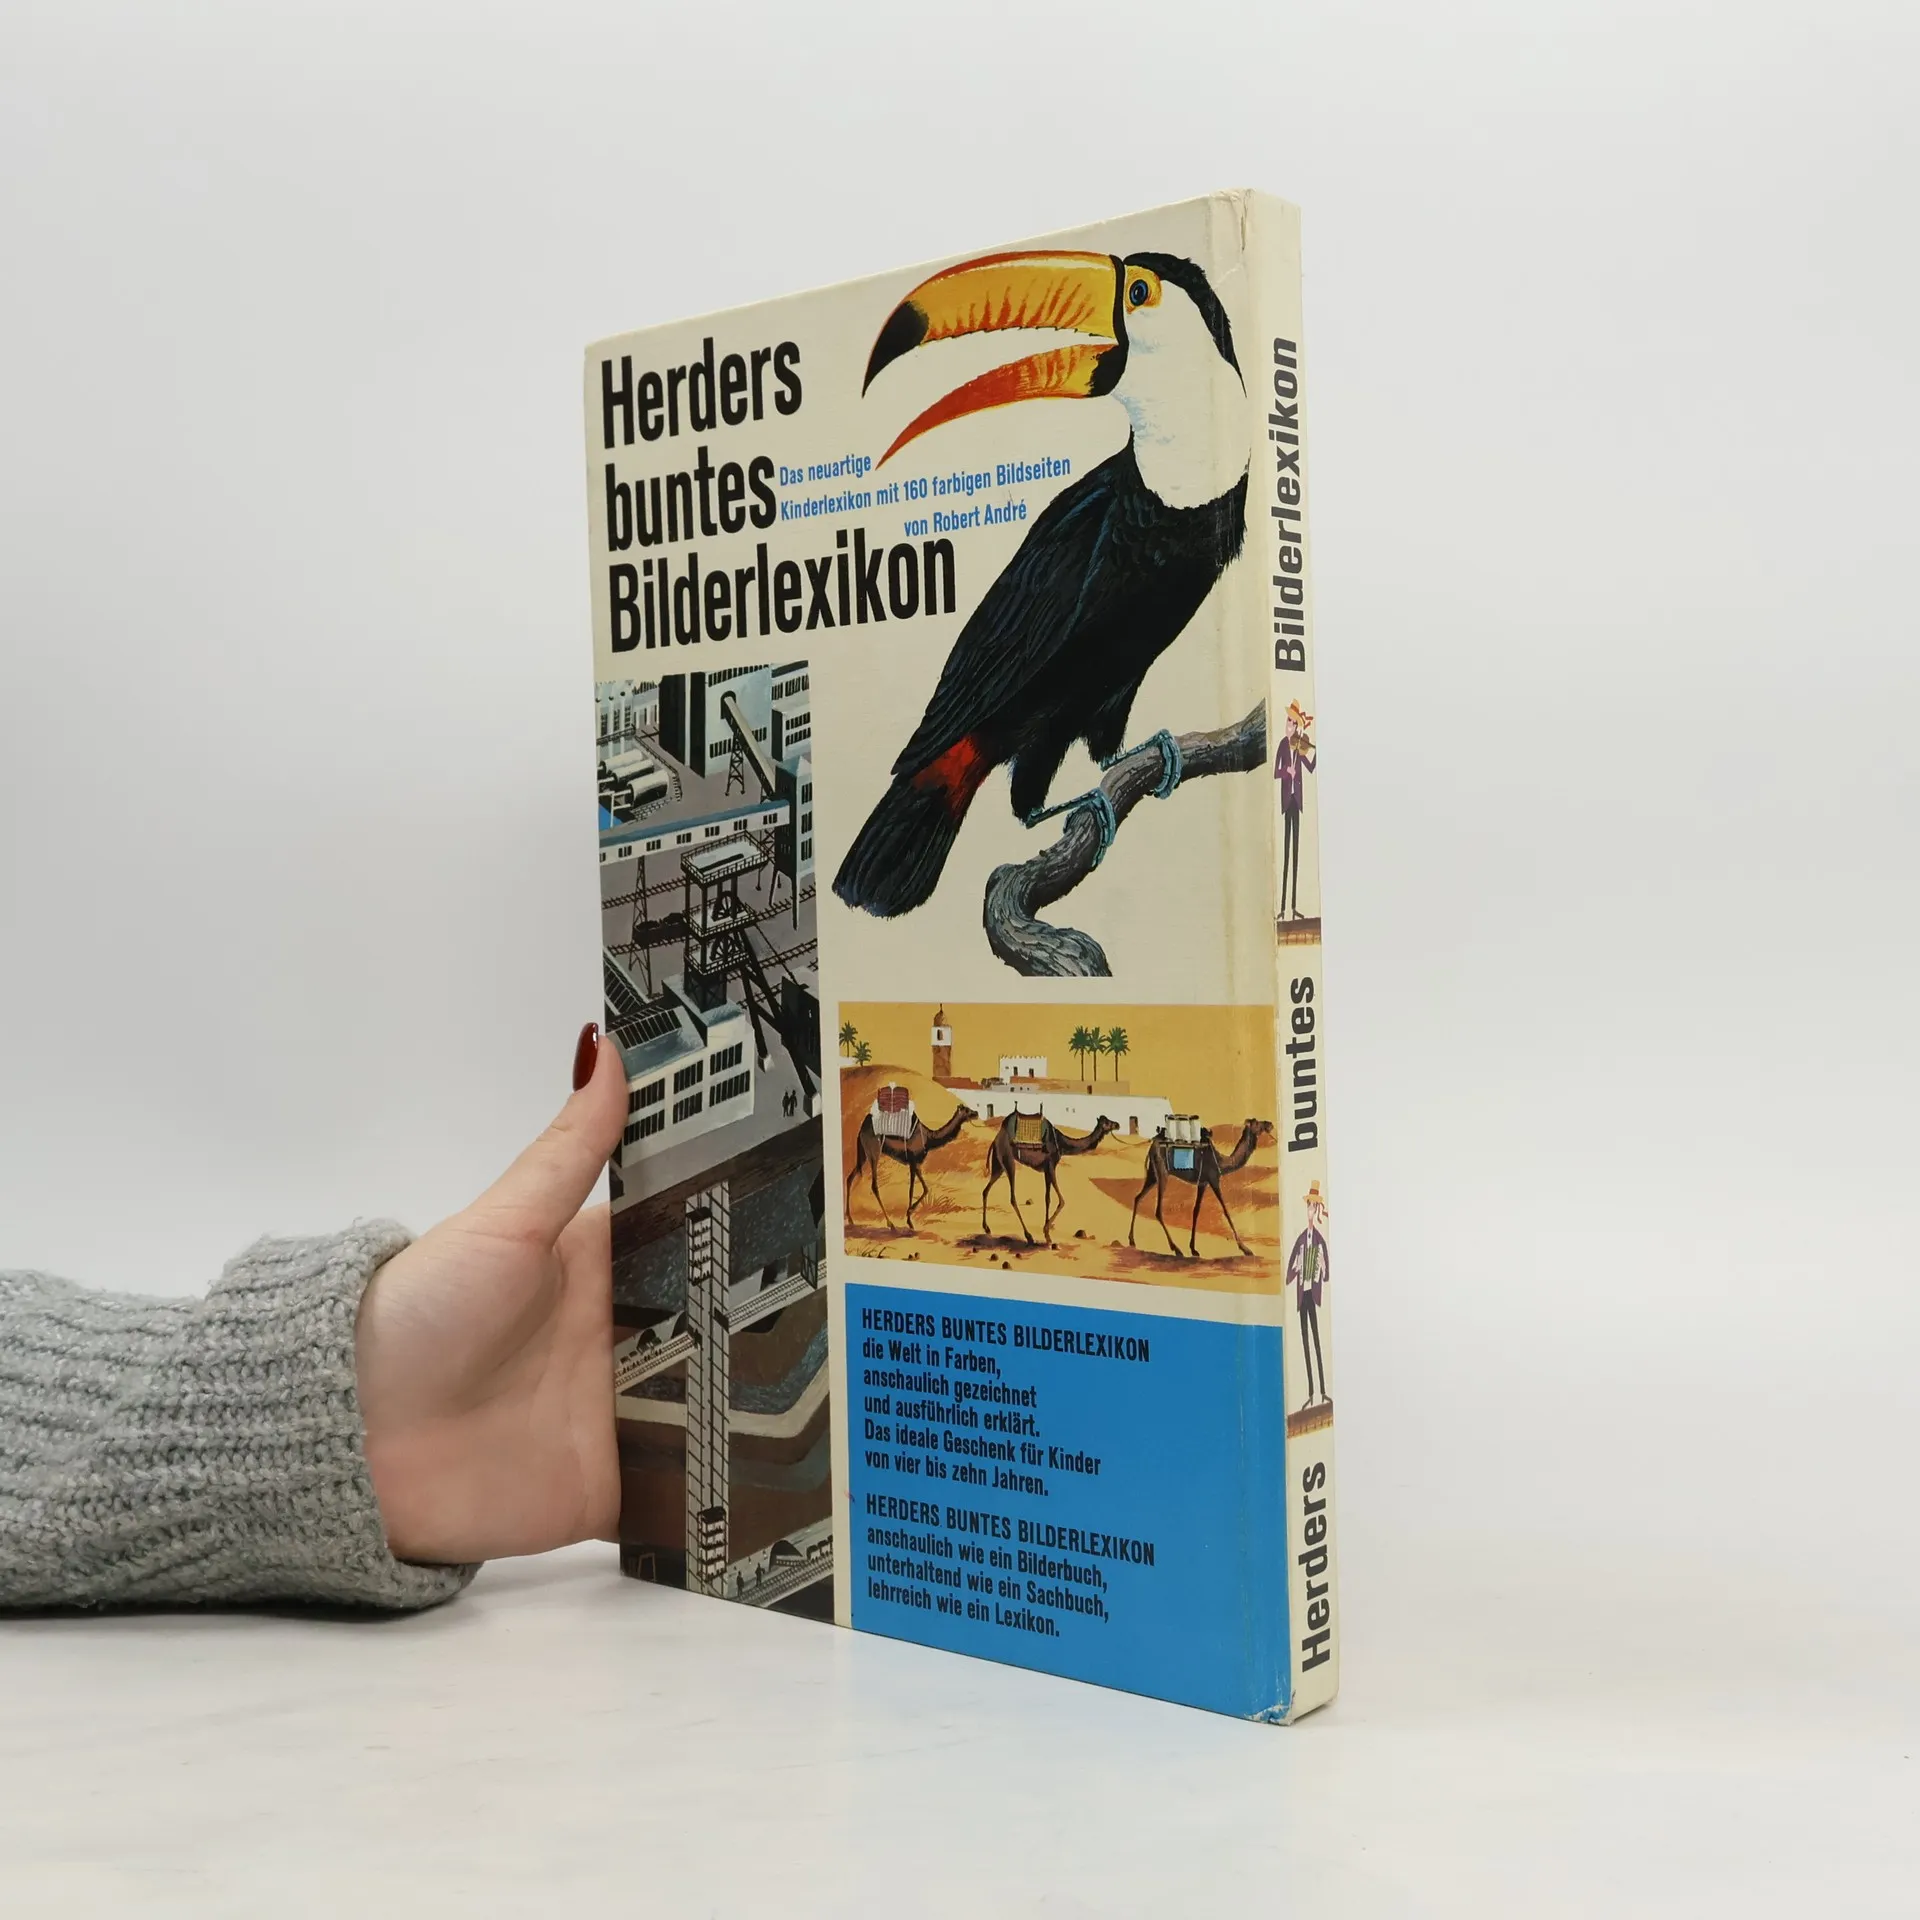 Herders
buntes
Das neuartige
Kinderlexikon mit 160 farbigen Bildseiten
von Robert André
Bilderlexikon
HERDERS BUNTES BILDERLEXIKON
die Welt in Farben,
anschaulich gezeichnet
und ausführlich erklärt.
Das ideale Geschenk für Kinder
von vier bis zehn Jahren.
HERDERS BUNTES BILDERLEXIKON
anschaulich wie ein Bilderbuch,
unterhaltend wie ein Sachbuch,
lehrreich wie ein Lexikon.
Herders buntes Bilderlexikon